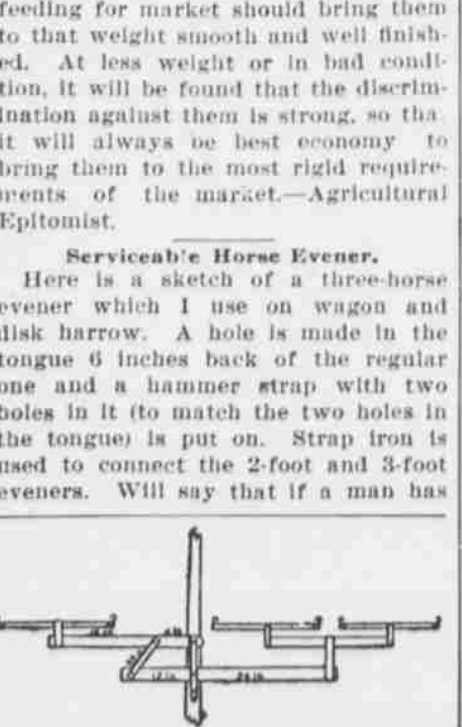 feeding for market should bring them
to that weight smooth and well finish-
ed. At less weight or in bad condi-
tion, it will be found that the discrim-
ination against them is strong, so tha
it will always be best economy to
bring them to the most rigid require-
ments of the market.—Agricultural
Epitomist.
Serviceable Horse Evener.
Here is a sketch of a three-horse
evener which I use on wagon and
disk harrow. A hole is made in the
tongue 6 inches back of the regular
one and a hammer strap with two
holes in it (to match the two holes in
the tongue) is put on. Strap iron is
used to connect the 2-foot and 3-foot
eveners. Will say that if a man has
12 in. 24 in.